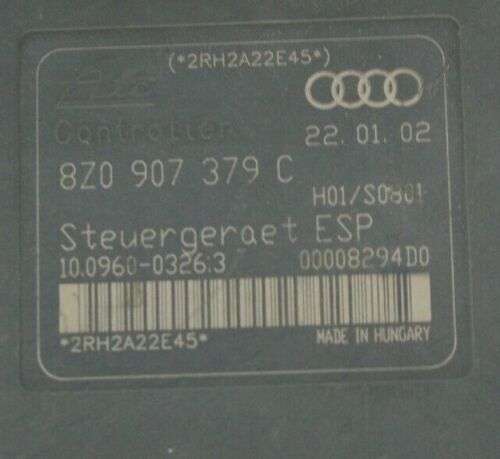 (*2RH2A22E45*)
Ate
Controller
22.01.02
8Z0 907 379 C
H01/S0801
Steuergeraet ESP
10.0960-0326.3
00008294D0
*2RH2A22E45*
MADE IN HUNGARY